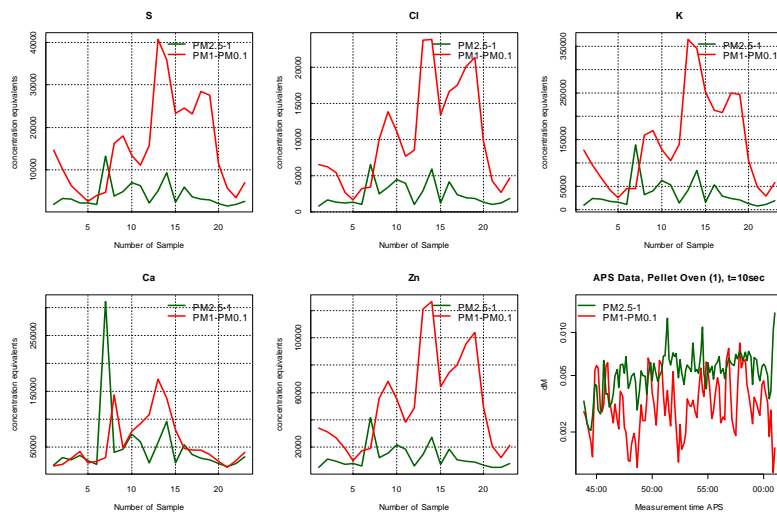 S
PM2.5-1
PM1-PM0.1
concentration equivalents
10000 20000 30000 40000
5 10 15 20
Number of Sample
Cl
PM2.5-1
PM1-PM0.1
concentration equivalents
0 5000 10000 20000
5 10 15 20
Number of Sample
K
PM2.5-1
PM1-PM0.1
concentration equivalents
0 50000 150000 250000 350000
5 10 15 20
Number of Sample
Ca
PM2.5-1
PM1-PM0.1
concentration equivalents
50000 150000 250000
5 10 15 20
Number of Sample
Zn
PM2.5-1
PM1-PM0.1
concentration equivalents
20000 60000 100000
5 10 15 20
Number of Sample
APS Data, Pellet Oven (1), t=10sec
PM2.5-1
PM1-PM0.1
dM
45:00 50:00 55:00 00:00
Measurement time APS